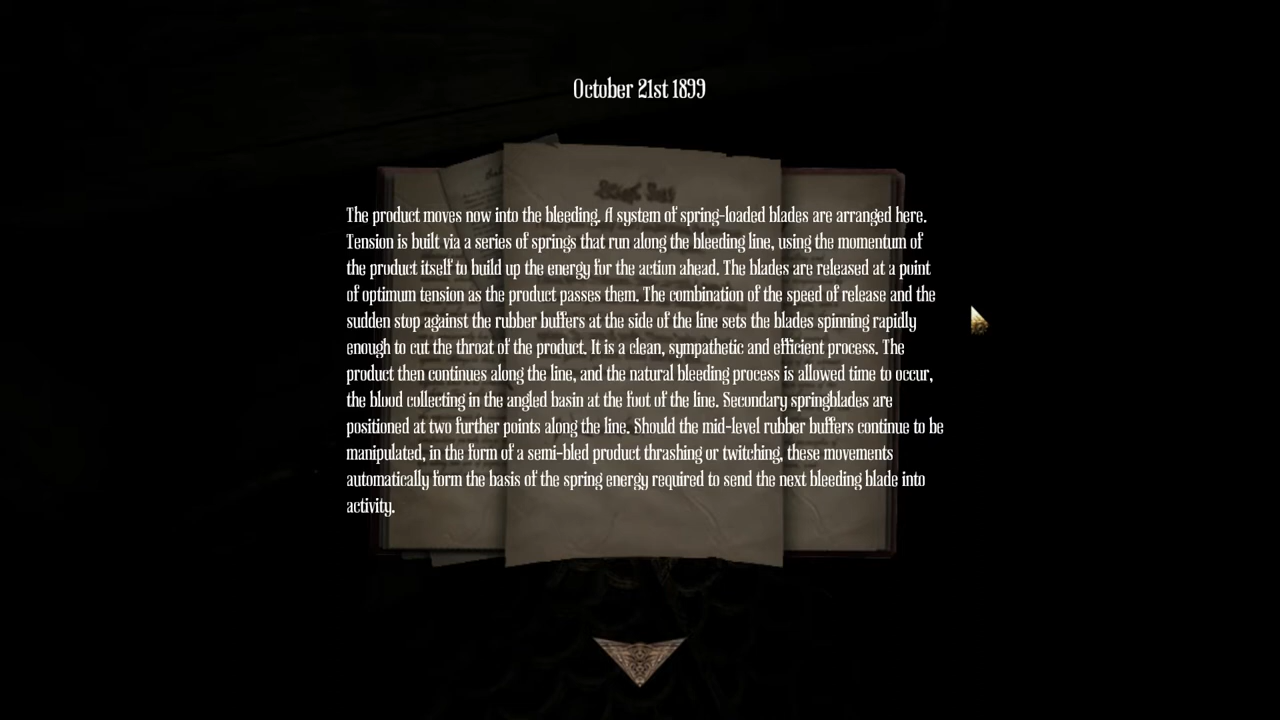 October 21st 1899
The product moves now into the bleeding. A system of spring-loaded blades are arranged here.
Tension is built via a series of springs that run along the bleeding line, using the momentum of
the product itself to build up the energy for the action ahead. The blades are released at a point
of optimum tension as the product passes them. The combination of the speed of release and the
sudden stop against the rubber buffers at the side of the line sets the blades spinning rapidly
enough to cut the throat of the product. It is a clean, sympathetic and efficient process. The
product then continues along the line, and the natural bleeding process is allowed time to occur,
the blood collecting in the angled basin at the foot of the line. Secondary springblades are
positioned at two further points along the line. Should the mid-level rubber buffers continue to be
manipulated, in the form of a semi-bled product thrashing or twitching, these movements
automatically form the basis of the spring energy required to send the next bleeding blade into
activity.